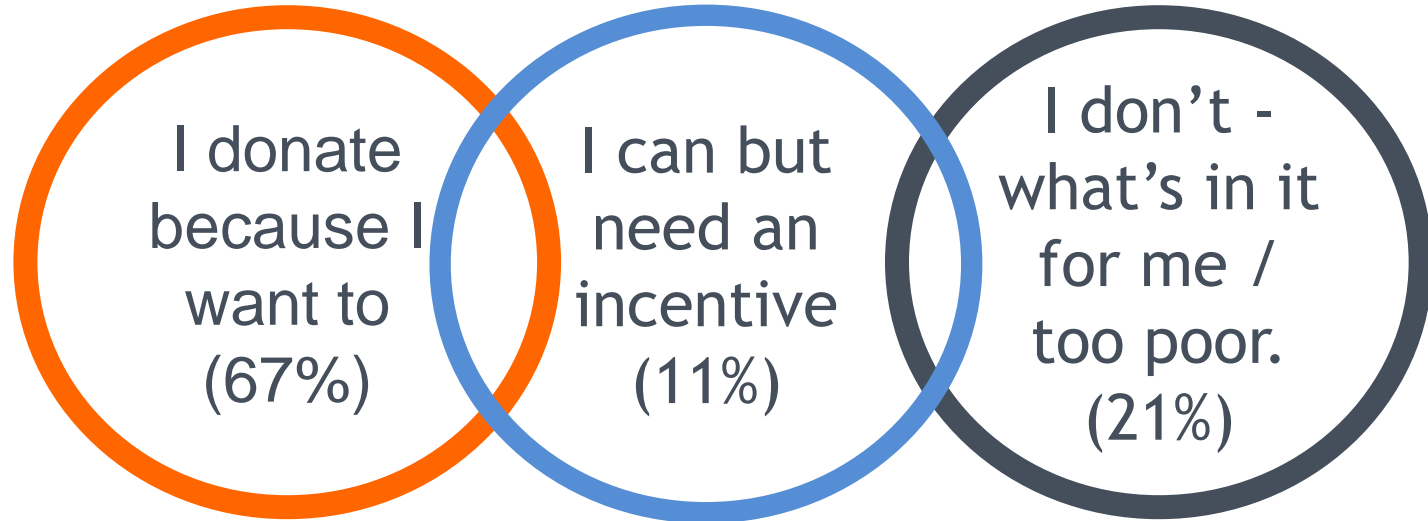 I donate
because I
want to
(67%)
I can but
need an
incentive
(11%)
I don’t -
what’s in it
for me /
too poor.
(21%)